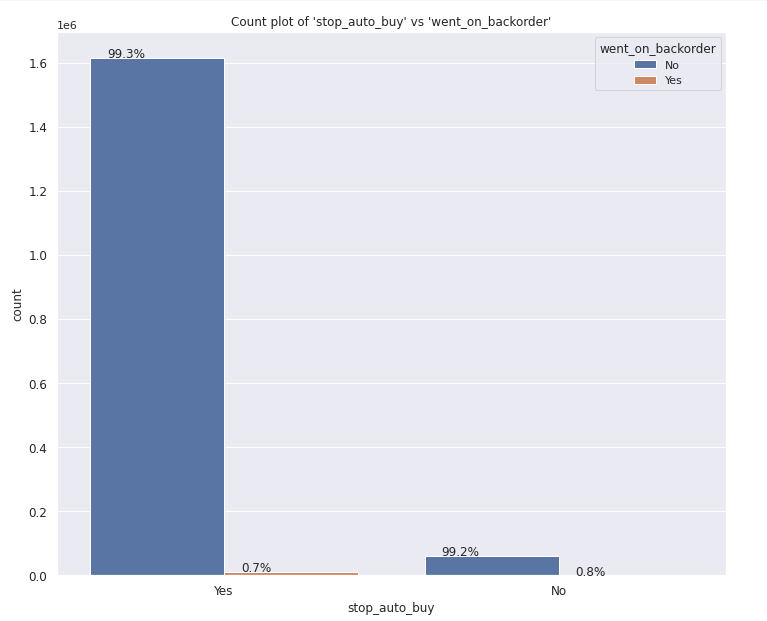 Count plot of 'stop_auto_buy' vs 'went_on_backorder'
1e6
99.3%
went_on_backorder
No
Yes
1.6
1.4
1.2
1.0
0.8
0.6
0.4
0.2
0.0
count
0.7%
99.2%
0.8%
Yes
No
stop_auto_buy